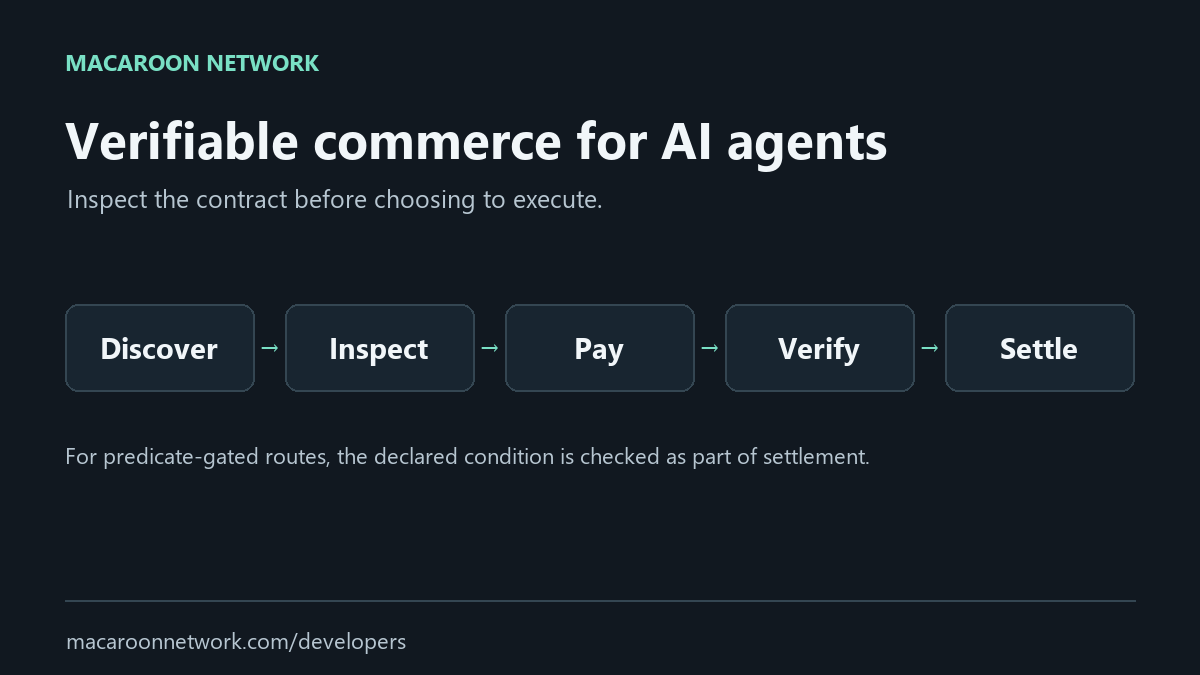 MACAROON NETWORK
Verifiable commerce for AI agents
Inspect the contract before choosing to execute.
Discover → Inspect → Pay → Verify → Settle
For predicate-gated routes, the declared condition is checked as part of settlement.
macaroonnetwork.com/developers